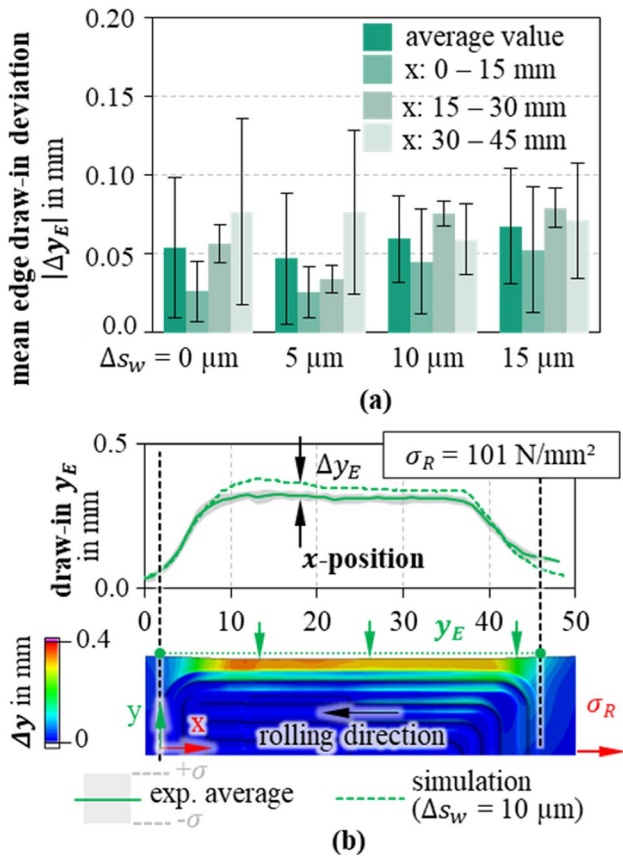 0.20
average value
x: 0 – 15 mm
x: 15 – 30 mm
x: 30 – 45 mm
0.15
0.10
0.05
0.0
mean edge draw-in deviation
|Δy_E| in mm
Δs_w = 0 µm 5 µm 10 µm 15 µm
(a)
0.5
σ_R = 101 N/mm²
Δy_E
draw-in y_E
in mm
x-position
0.0
0 10 20 30 40 50
y_E
0.4
Δy in mm
0
y
x
rolling direction
σ_R
+σ
exp. average
-σ
simulation
(Δs_w = 10 µm)
(b)